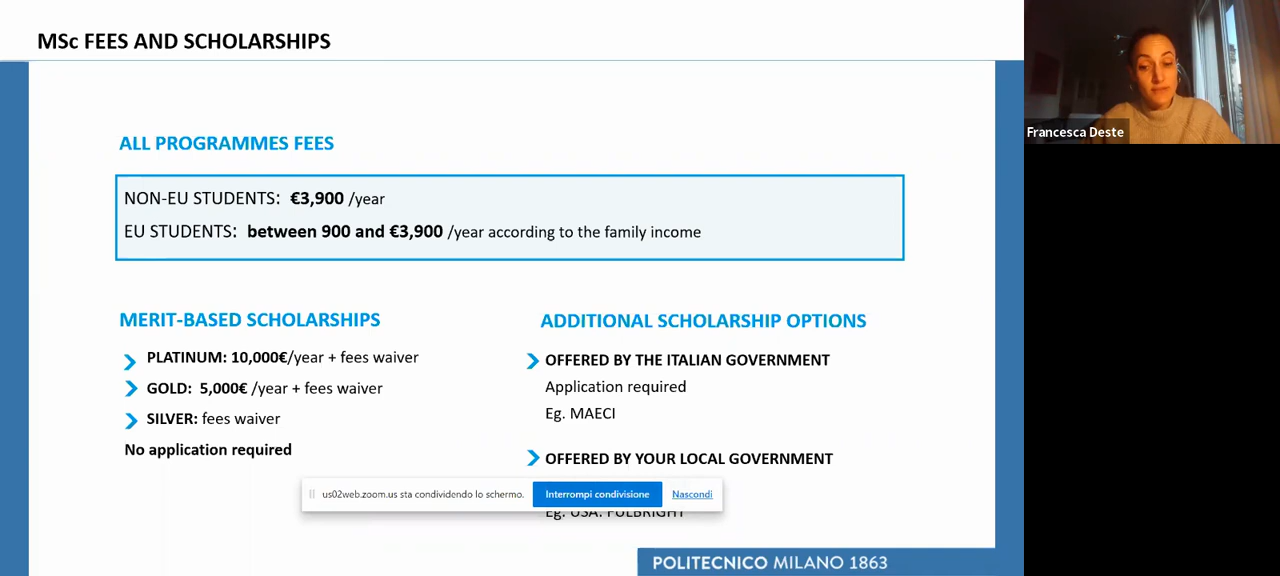 MSc FEES AND SCHOLARSHIPS
Francesca Deste
ALL PROGRAMMES FEES
NON-EU STUDENTS: €3,900 /year
EU STUDENTS: between 900 and €3,900 /year according to the family income
MERIT-BASED SCHOLARSHIPS
PLATINUM: 10,000€/year + fees waiver
GOLD: 5,000€ /year + fees waiver
SILVER: fees waiver
No application required
ADDITIONAL SCHOLARSHIP OPTIONS
OFFERED BY THE ITALIAN GOVERNMENT
Application required
Eg. MAECI
OFFERED BY YOUR LOCAL GOVERNMENT
us02web.zoom.us sta condividendo lo schermo. Interrompi condivisione Nascondi
Eg. USA: FULBRIGHT
POLITECNICO MILANO 1863